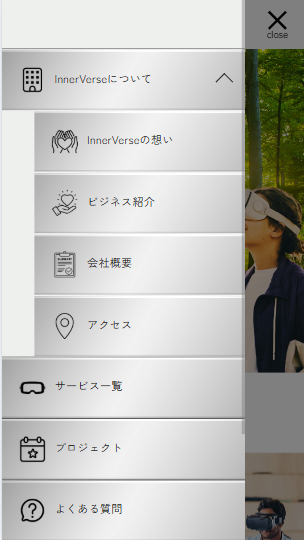 close
InnerVerseについて
InnerVerseの想い
ビジネス紹介
会社概要
アクセス
サービス一覧
プロジェクト
よくある質問